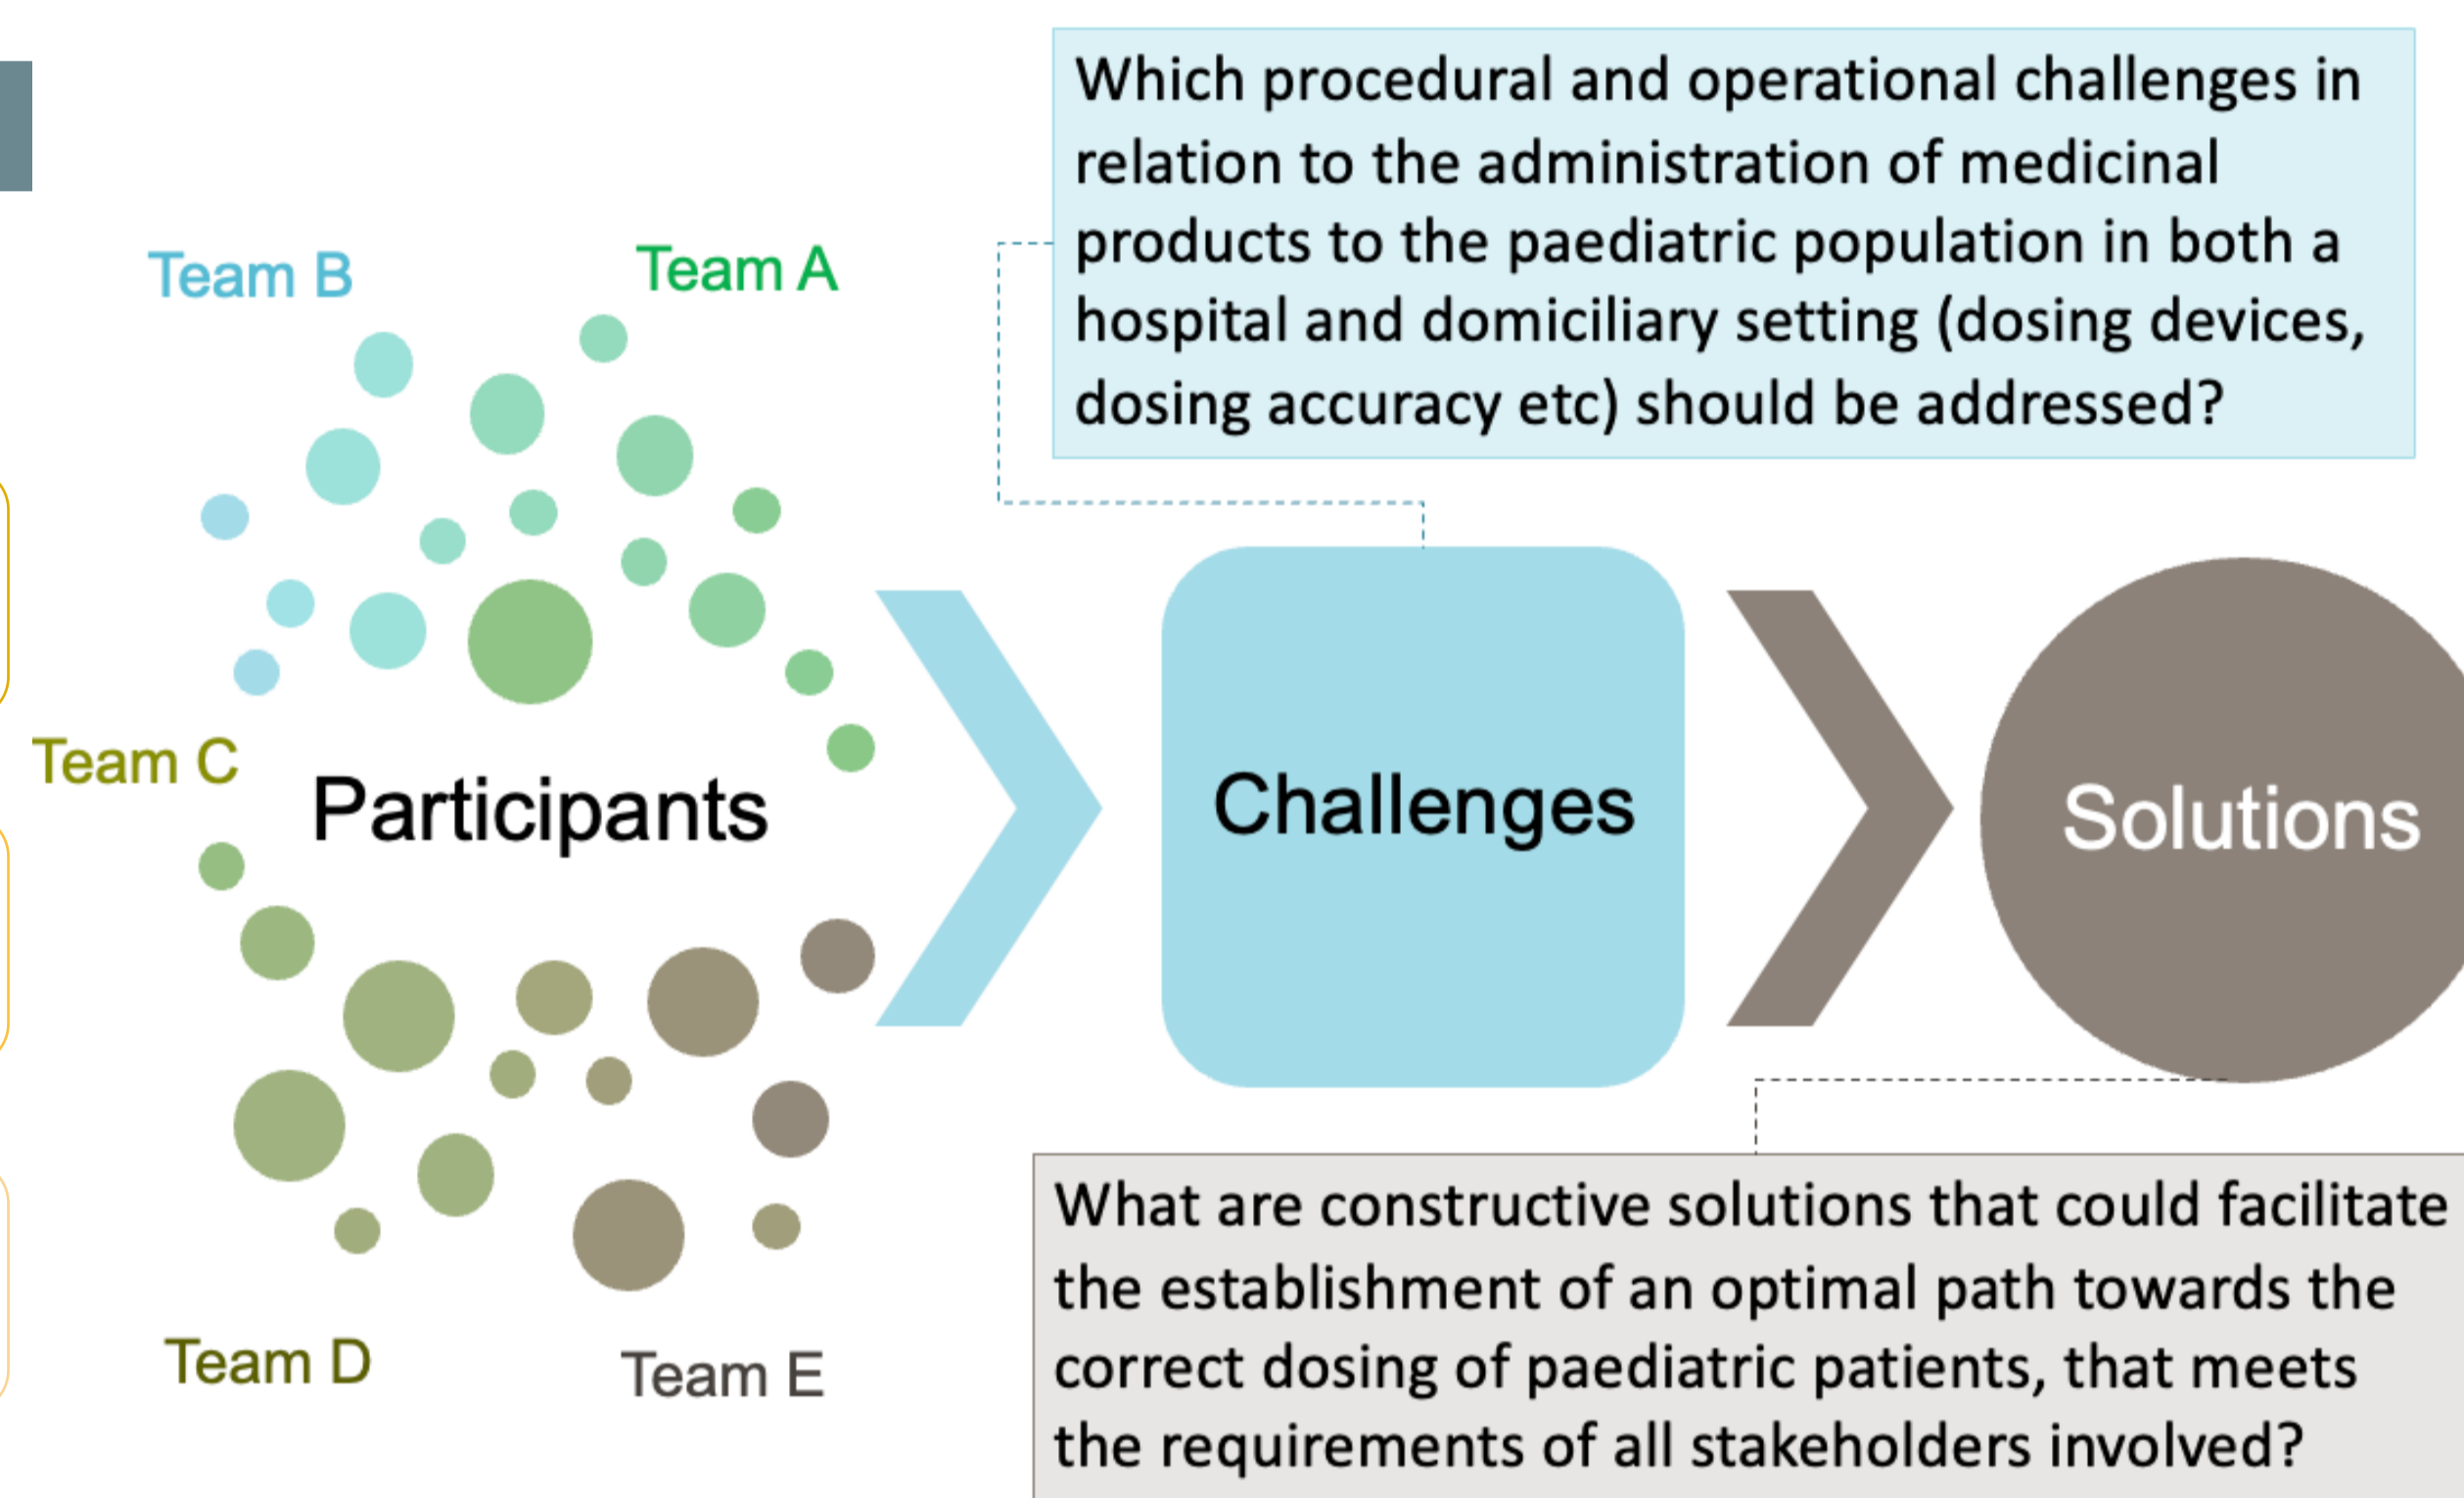 Which procedural and operational challenges in
relation to the administration of medicinal
products to the paediatric population in both a
hospital and domiciliary setting (dosing devices,
dosing accuracy etc) should be addressed?
Team B
Team A
Team C
Participants
Challenges
Solutions
Team D
Team E
What are constructive solutions that could facilitate
the establishment of an optimal path towards the
correct dosing of paediatric patients, that meets
the requirements of all stakeholders involved?